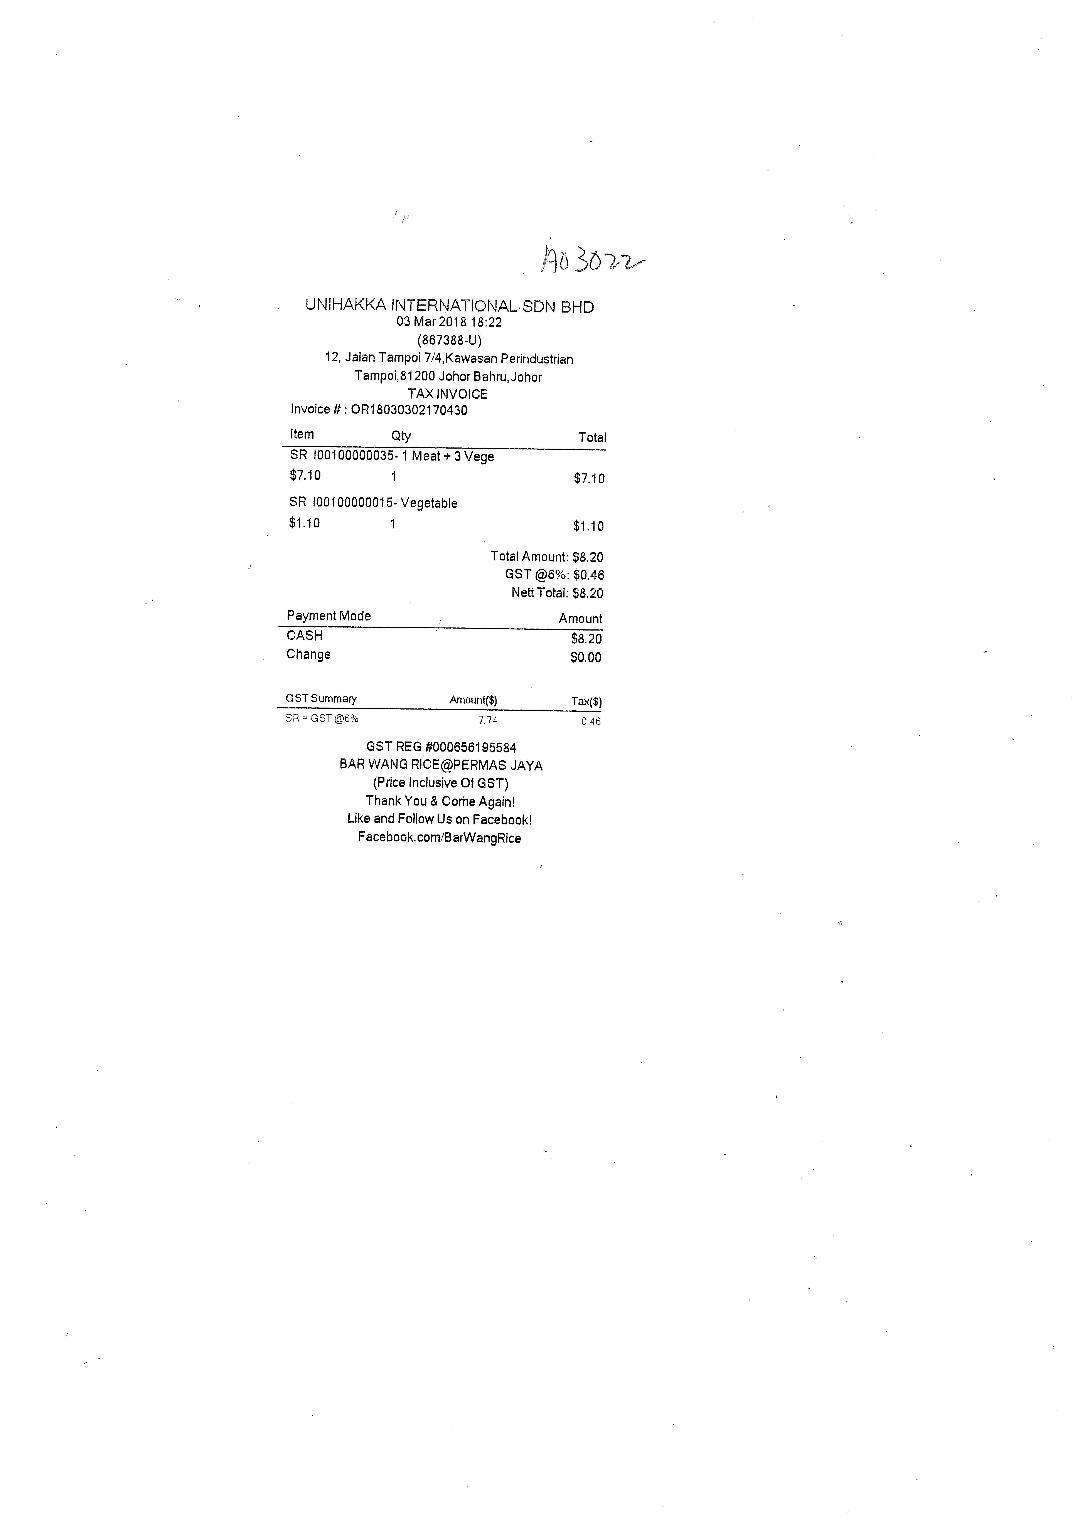 A03022
UNIHAKKA INTERNATIONAL SDN BHD
03 Mar 2018 18:22
(867388-U)
12, Jalan Tampoi 7/4,Kawasan Perindustrian
Tampoi,81200 Johor Bahru,Johor
TAX INVOICE
Invoice # : OR18030302170430
Item Qty Total
SR I00100000035- 1 Meat + 3 Vege
$7.10 1 $7.10
SR I00100000015- Vegetable
$1.10 1 $1.10
Total Amount: $8.20
GST @6%: $0.46
Nett Total: $8.20
Payment Mode Amount
CASH $8.20
Change $0.00
GST Summary Amount($) Tax($)
SR = GST @6% 7.74 0.46
GST REG #000656195584
BAR WANG RICE@PERMAS JAYA
(Price Inclusive Of GST)
Thank You & Come Again!
Like and Follow Us on Facebook!
Facebook.com/BarWangRice